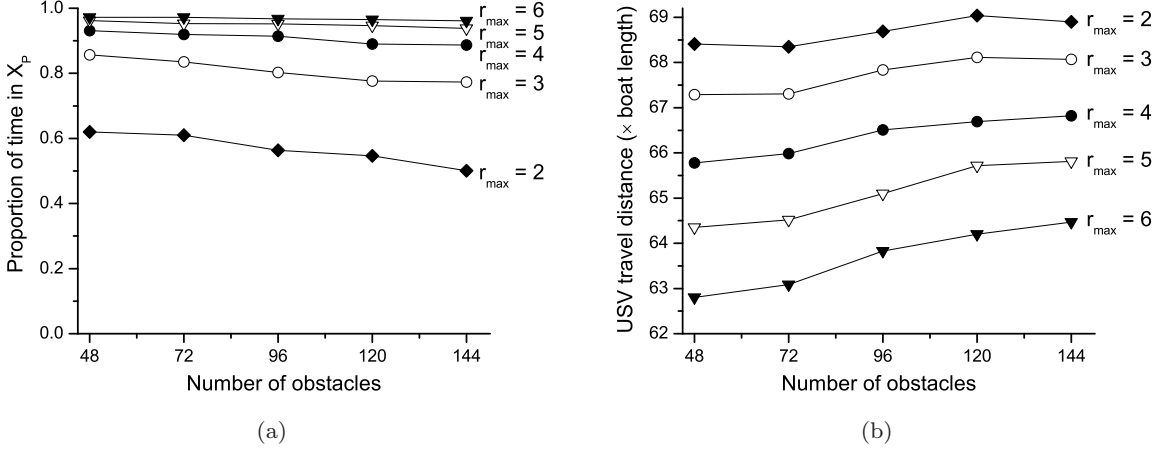 Proportion of time in X_P
1.0
0.8
0.6
0.4
0.2
0.0
48 72 96 120 144
Number of obstacles
r_max = 6
r_max = 5
r_max = 4
r_max = 3
r_max = 2
(a)
USV travel distance (× boat length)
69
68
67
66
65
64
63
62
48 72 96 120 144
Number of obstacles
r_max = 2
r_max = 3
r_max = 4
r_max = 5
r_max = 6
(b)